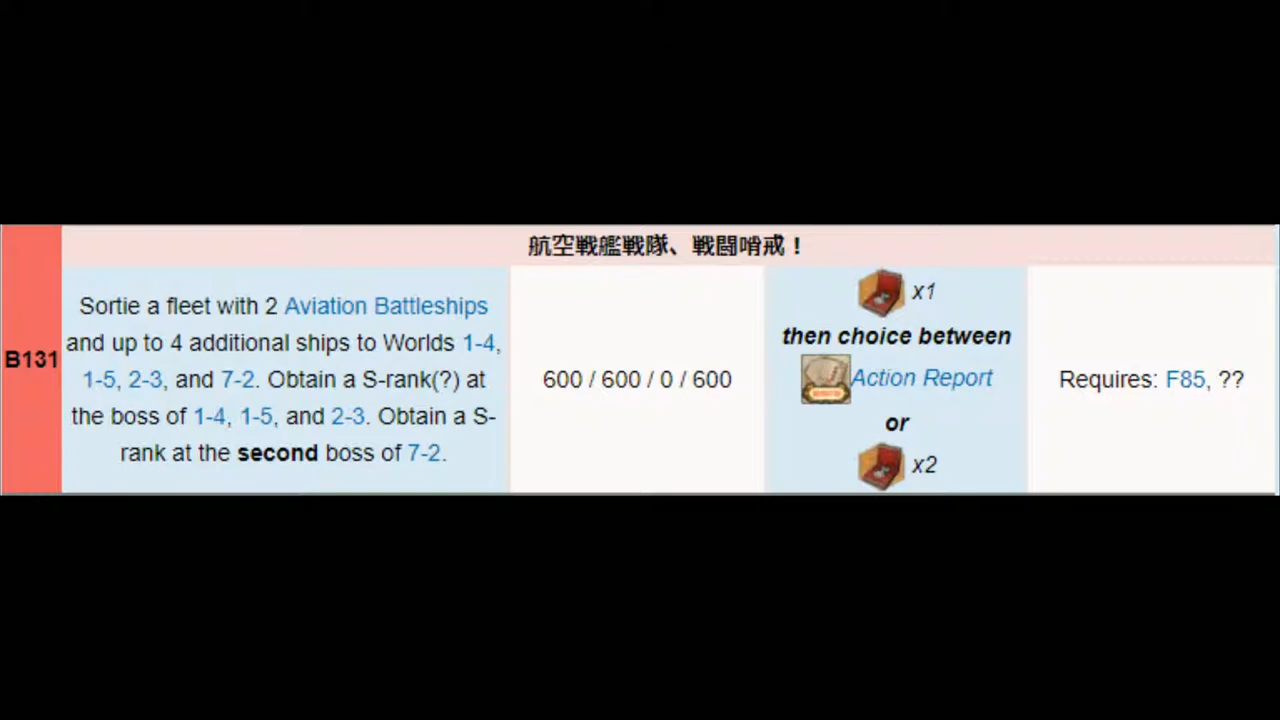 航空戦艦戦隊、戦闘哨戒！
B131
Sortie a fleet with 2 Aviation Battleships
and up to 4 additional ships to Worlds 1-4,
1-5, 2-3, and 7-2. Obtain a S-rank(?) at
the boss of 1-4, 1-5, and 2-3. Obtain a S-
rank at the second boss of 7-2.
600 / 600 / 0 / 600
x1
then choice between
Action Report
or
x2
Requires: F85, ??